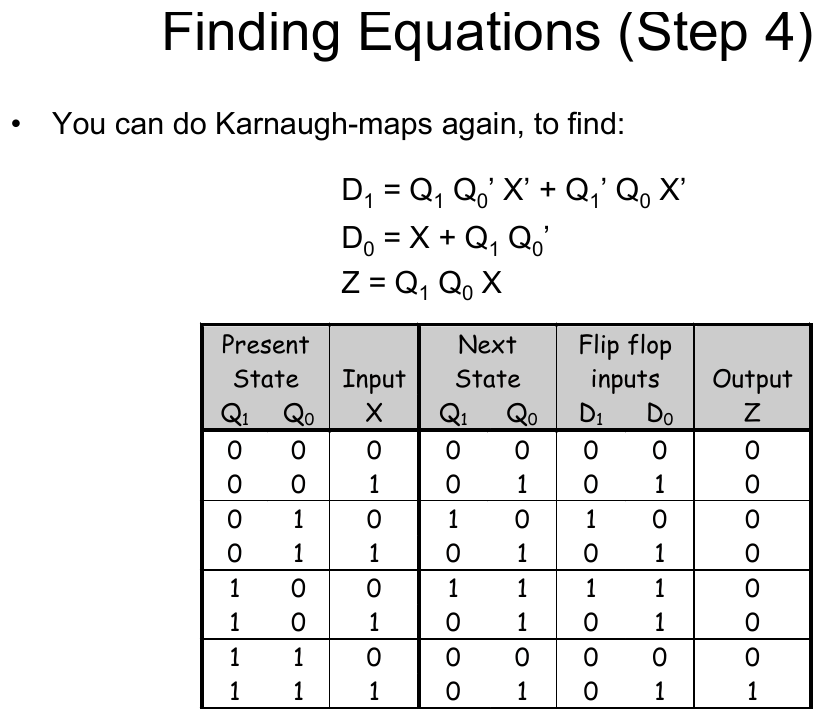 Finding Equations (Step 4)
• You can do Karnaugh-maps again, to find:
D₁ = Q₁ Q₀’ X’ + Q₁’ Q₀ X’
D₀ = X + Q₁ Q₀’
Z = Q₁ Q₀ X
Present Next Flip flop
State Input State inputs Output
Q₁ Q₀ X Q₁ Q₀ D₁ D₀ Z
0 0 0 0 0 0 0 0
0 0 1 0 1 0 1 0
0 1 0 1 0 1 0 0
0 1 1 0 1 0 1 0
1 0 0 1 1 1 1 0
1 0 1 0 1 0 1 0
1 1 0 0 0 0 0 0
1 1 1 0 1 0 1 1